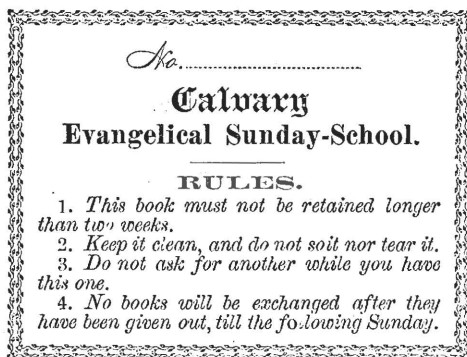 No.
Calvary
Evangelical Sunday-School.
RULES.
1. This book must not be retained longer
than two weeks.
2. Keep it clean, and do not soil nor tear it.
3. Do not ask for another while you have
this one.
4. No books will be exchanged after they
have been given out, till the following Sunday.